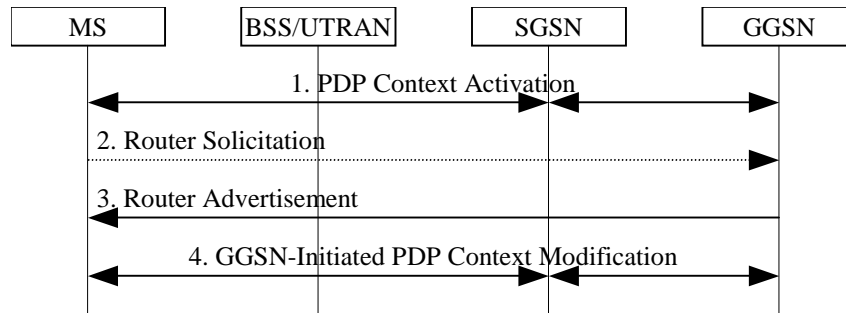 MS
BSS/UTRAN
SGSN
GGSN
1. PDP Context Activation
2. Router Solicitation
3. Router Advertisement
4. GGSN-Initiated PDP Context Modification